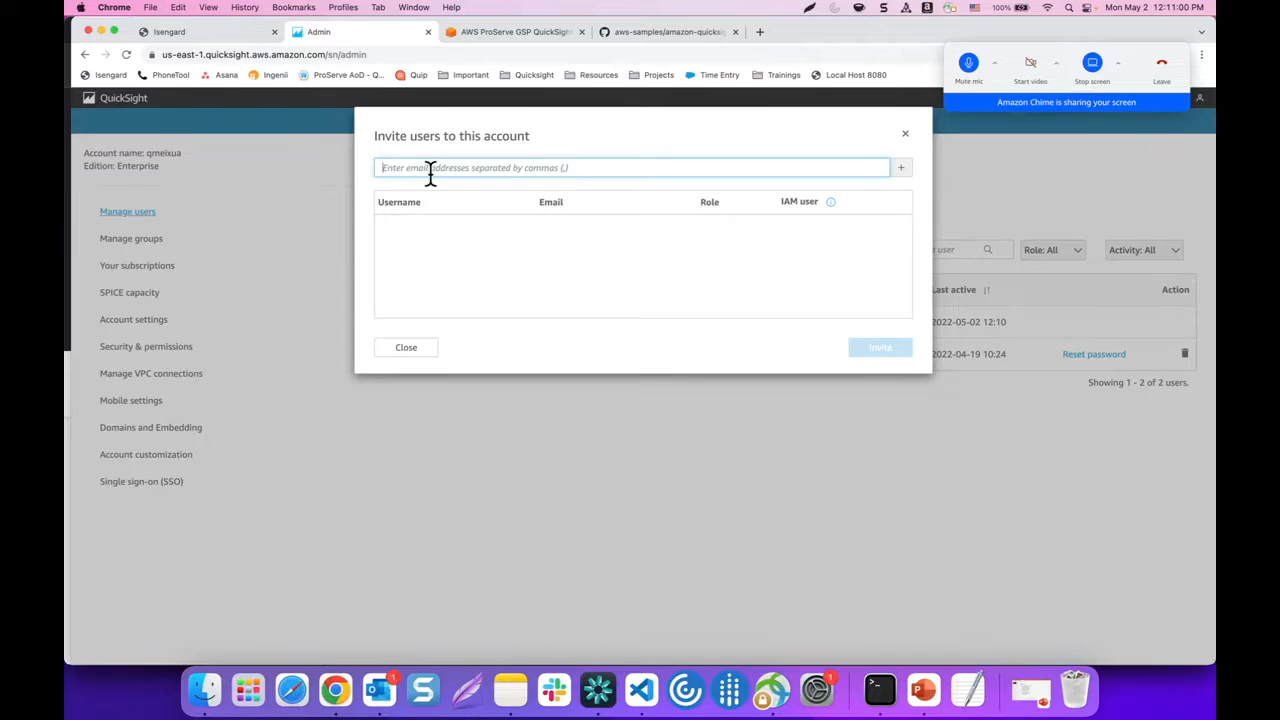 Chrome File Edit View History Bookmarks Profiles Tab Window Help
100% Mon May 2 12:11:00 PM
Isengard
Admin
AWS ProServe GSP QuickSight
aws-samples/amazon-quicksig
us-east-1.quicksight.aws.amazon.com/sn/admin
Isengard PhoneTool Asana Ingenii ProServe AoD - Q... Quip Important Quicksight Resources Projects Time Entry Trainings Local Host 8080
Mute mic Start video Stop screen Leave
Amazon Chime is sharing your screen
QuickSight
Account name: qmeixua
Edition: Enterprise
Manage users
Manage groups
Your subscriptions
SPICE capacity
Account settings
Security & permissions
Manage VPC connections
Mobile settings
Domains and Embedding
Account customization
Single sign-on (SSO)
Invite users to this account
Enter email addresses separated by commas (,)
Username Email Role IAM user
Close Invite
user Role: All Activity: All
Last active Action
2022-05-02 12:10
2022-04-19 10:24 Reset password
Showing 1 - 2 of 2 users.